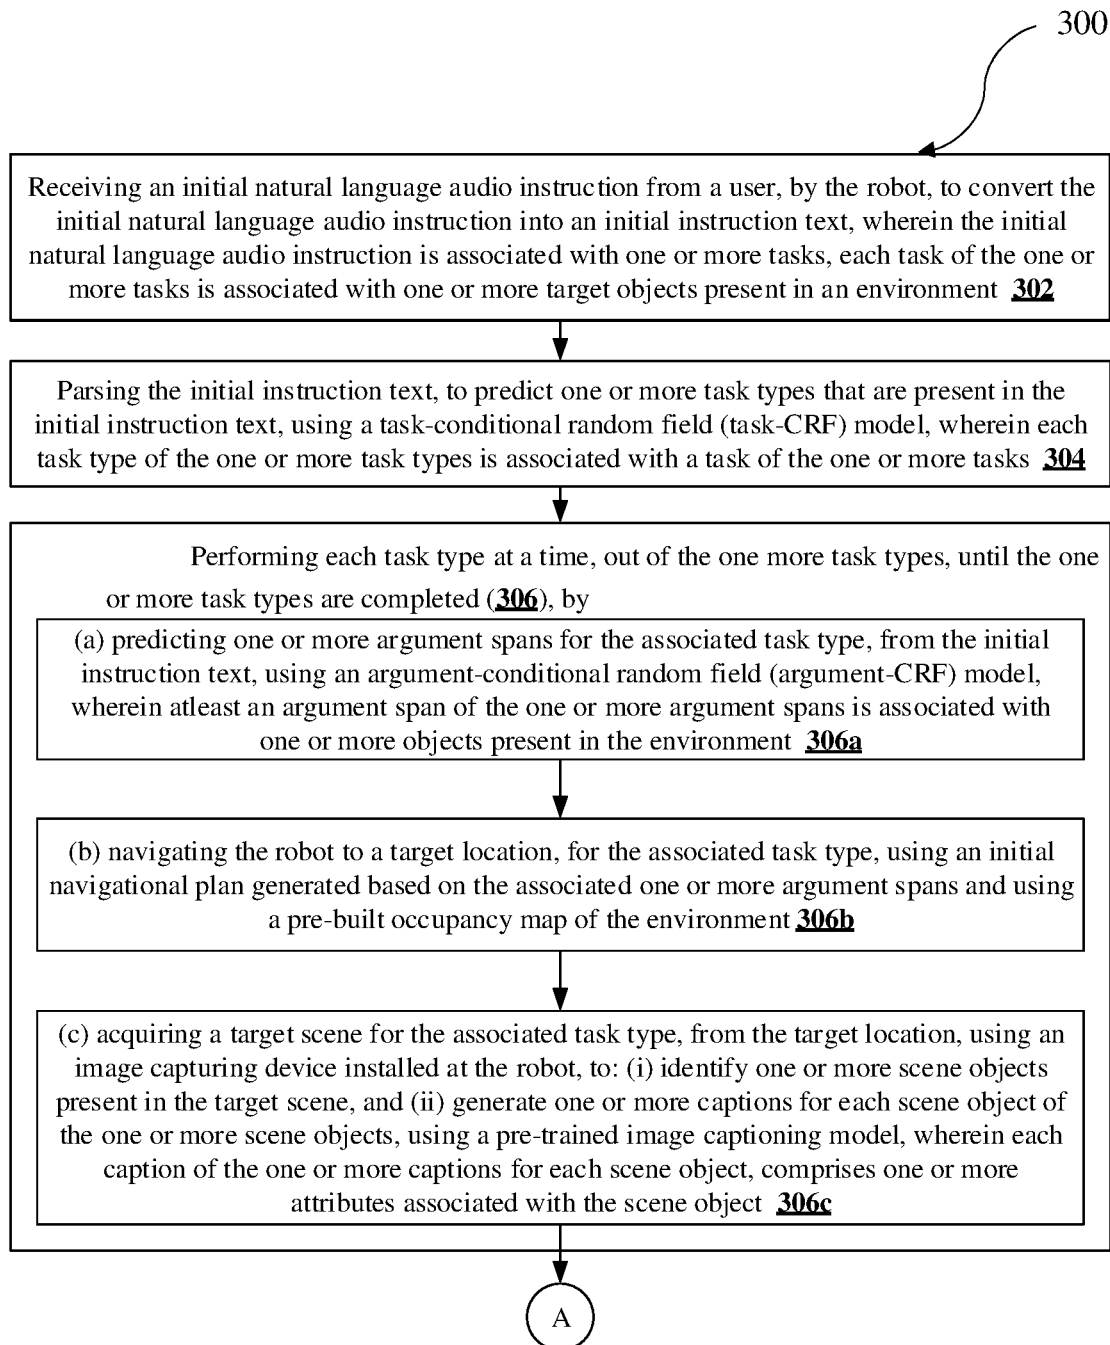 300
Receiving an initial natural language audio instruction from a user, by the robot, to convert the
initial natural language audio instruction into an initial instruction text, wherein the initial
natural language audio instruction is associated with one or more tasks, each task of the one or
more tasks is associated with one or more target objects present in an environment 302
Parsing the initial instruction text, to predict one or more task types that are present in the
initial instruction text, using a task-conditional random field (task-CRF) model, wherein each
task type of the one or more task types is associated with a task of the one or more tasks 304
Performing each task type at a time, out of the one more task types, until the one
or more task types are completed (306), by
(a) predicting one or more argument spans for the associated task type, from the initial
instruction text, using an argument-conditional random field (argument-CRF) model,
wherein atleast an argument span of the one or more argument spans is associated with
one or more objects present in the environment 306a
(b) navigating the robot to a target location, for the associated task type, using an initial
navigational plan generated based on the associated one or more argument spans and using
a pre-built occupancy map of the environment 306b
(c) acquiring a target scene for the associated task type, from the target location, using an
image capturing device installed at the robot, to: (i) identify one or more scene objects
present in the target scene, and (ii) generate one or more captions for each scene object of
the one or more scene objects, using a pre-trained image captioning model, wherein each
caption of the one or more captions for each scene object, comprises one or more
attributes associated with the scene object 306c
A